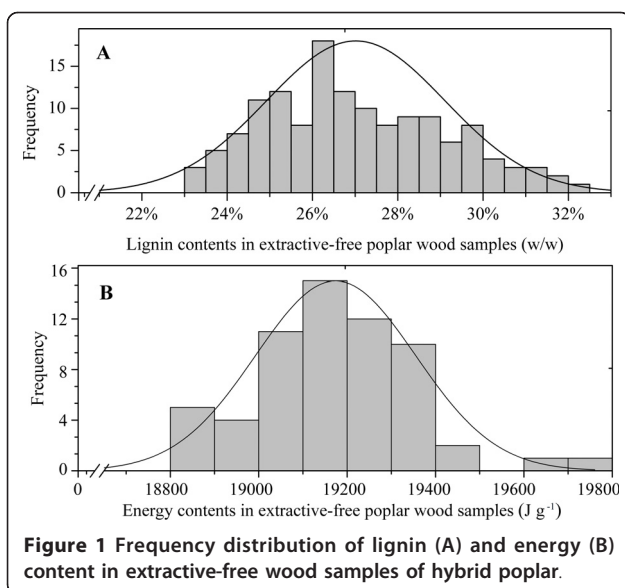 A
Frequency
15
10
5
0
22% 24% 26% 28% 30% 32%
Lignin contents in extractive-free poplar wood samples (w/w)
B
Frequency
16
12
8
4
0
0 18800 19000 19200 19400 19600 19800
Energy contents in extractive-free poplar wood samples (J g⁻¹)
Figure 1 Frequency distribution of lignin (A) and energy (B)
content in extractive-free wood samples of hybrid poplar.